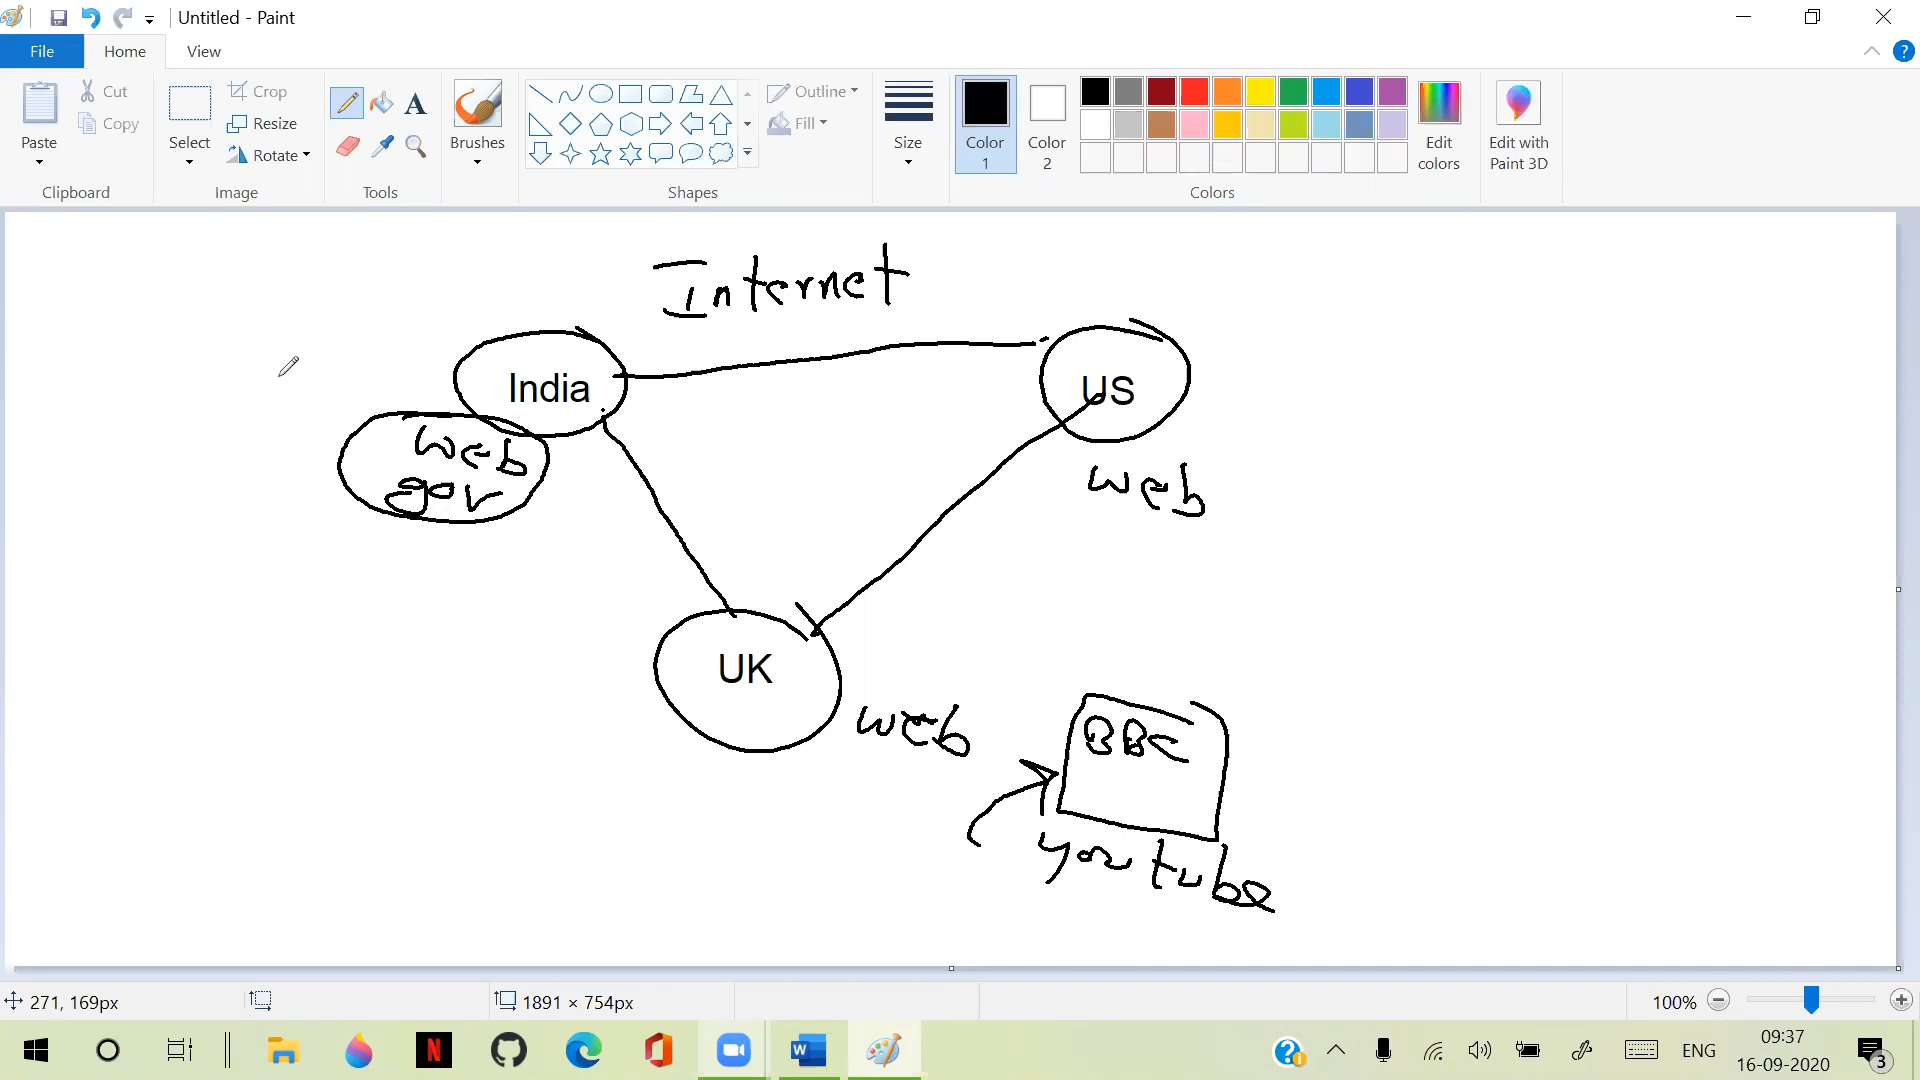 Untitled - Paint
File Home View
Paste
Cut
Copy
Clipboard
Select
Crop
Resize
Rotate
Image
Tools
Brushes
Shapes
Outline
Fill
Size
Color 1
Color 2
Edit colors
Colors
Edit with Paint 3D
Internet
India
US
web
gov
web
UK
web
BBC
youtube
271, 169px
1891 × 754px
100%
ENG
09:37
16-09-2020
3